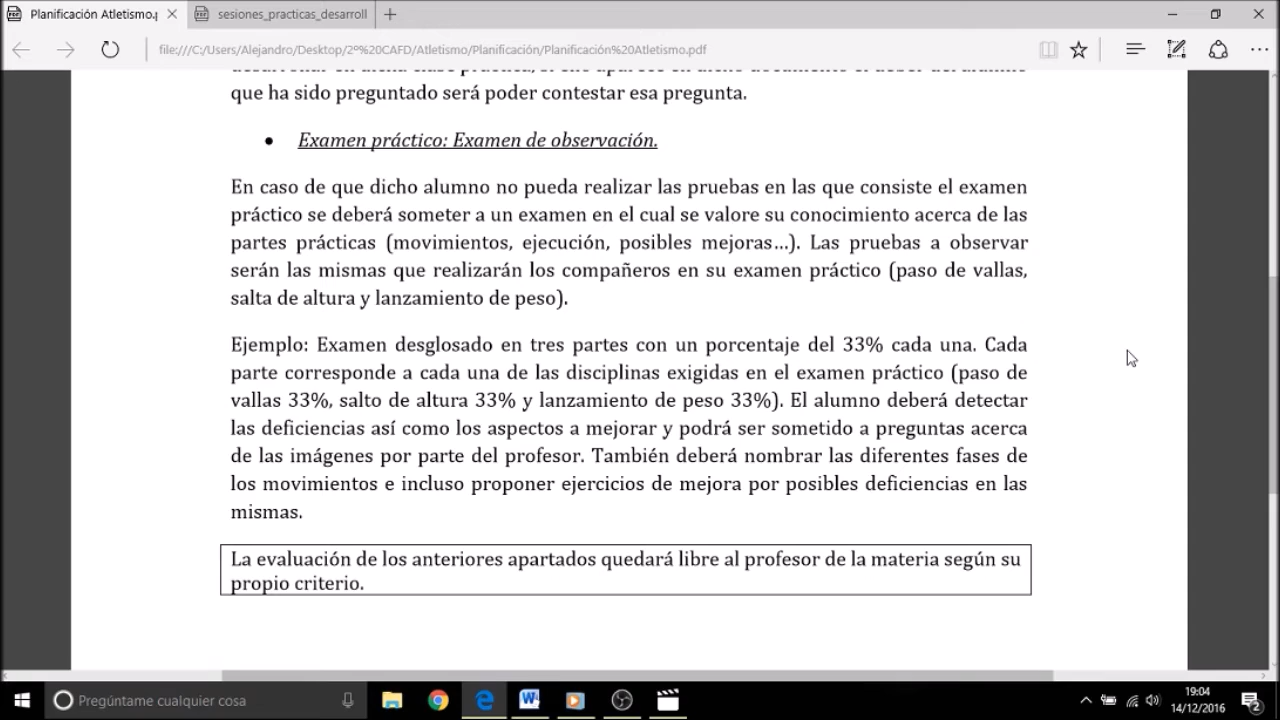 Planificación Atletismo.p
sesiones_practicas_desarroll
file:///C:/Users/Alejandro/Desktop/2º%20CAFD/Atletismo/Planificación/Planificación%20Atletismo.pdf
que ha sido preguntado será poder contestar esa pregunta.
• Examen práctico: Examen de observación.
En caso de que dicho alumno no pueda realizar las pruebas en las que consiste el examen
práctico se deberá someter a un examen en el cual se valore su conocimiento acerca de las
partes prácticas (movimientos, ejecución, posibles mejoras...). Las pruebas a observar
serán las mismas que realizarán los compañeros en su examen práctico (paso de vallas,
salta de altura y lanzamiento de peso).
Ejemplo: Examen desglosado en tres partes con un porcentaje del 33% cada una. Cada
parte corresponde a cada una de las disciplinas exigidas en el examen práctico (paso de
vallas 33%, salto de altura 33% y lanzamiento de peso 33%). El alumno deberá detectar
las deficiencias así como los aspectos a mejorar y podrá ser sometido a preguntas acerca
de las imágenes por parte del profesor. También deberá nombrar las diferentes fases de
los movimientos e incluso proponer ejercicios de mejora por posibles deficiencias en las
mismas.
La evaluación de los anteriores apartados quedará libre al profesor de la materia según su
propio criterio.
Pregúntame cualquier cosa
19:04
14/12/2016
2